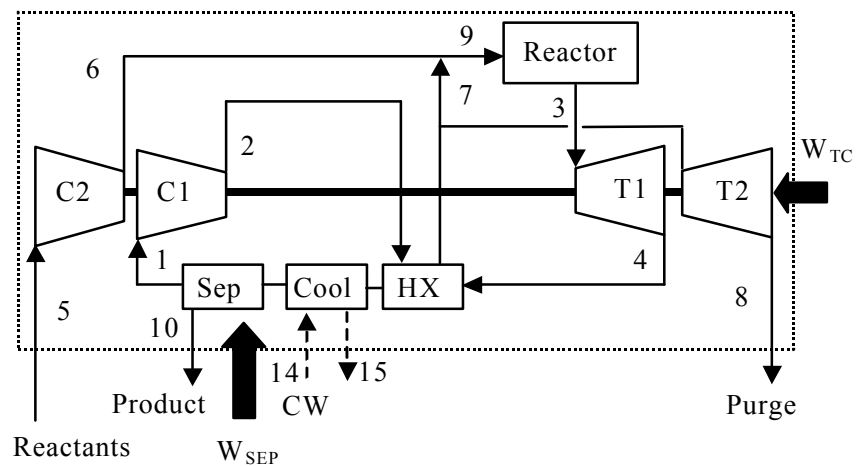 9
Reactor
6
7
3
2
W_TC
C2
C1
T1
T2
1
4
Sep
Cool
HX
8
5
10
14
15
Product
CW
Purge
Reactants
W_SEP